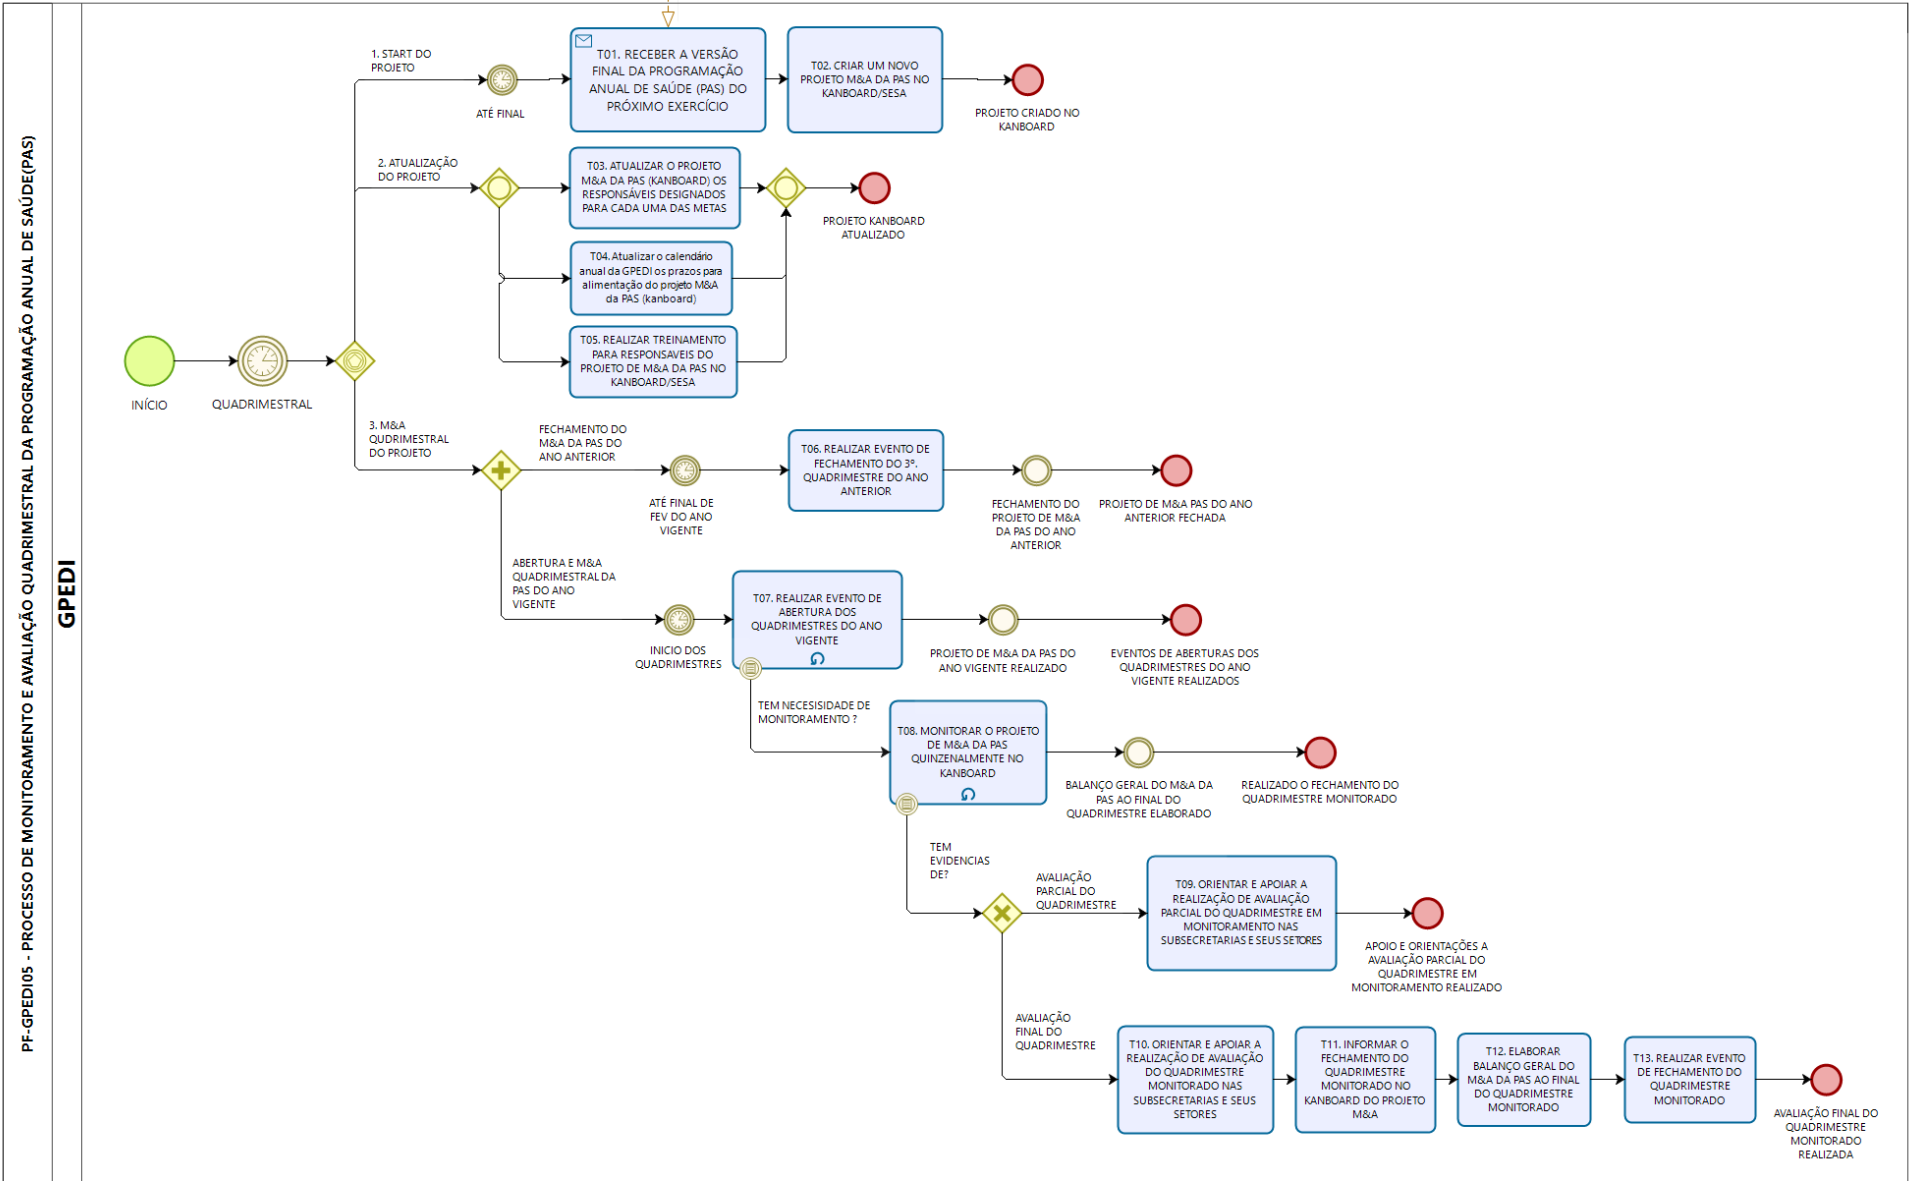 PF-GPEDI05 - PROCESSO DE MONITORAMENTO E AVALIAÇÃO QUADRIMESTRAL DA PROGRAMAÇÃO ANUAL DE SAÚDE(PAS)
GPEDI
INÍCIO
QUADRIMESTRAL
1. START DO
PROJETO
ATÉ FINAL
T01. RECEBER A VERSÃO
FINAL DA PROGRAMAÇÃO
ANUAL DE SAÚDE (PAS) DO
PRÓXIMO EXERCÍCIO
T02. CRIAR UM NOVO
PROJETO M&A DA PAS NO
KANBOARD/SESA
PROJETO CRIADO NO
KANBOARD
2. ATUALIZAÇÃO
DO PROJETO
T03. ATUALIZAR O PROJETO
M&A DA PAS (KANBOARD) OS
RESPONSÁVEIS DESIGNADOS
PARA CADA UMA DAS METAS
PROJETO KANBOARD
ATUALIZADO
T04. Atualizar o calendário
anual da GPEDI os prazos para
alimentação do projeto M&A
da PAS (kanboard)
T05. REALIZAR TREINAMENTO
PARA RESPONSAVEIS DO
PROJETO DE M&A DA PAS NO
KANBOARD/SESA
3. M&A
QUDRIMESTRAL
DO PROJETO
FECHAMENTO DO
M&A DA PAS DO
ANO ANTERIOR
ATÉ FINAL DE
FEV DO ANO
VIGENTE
T06. REALIZAR EVENTO DE
FECHAMENTO DO 3º.
QUADRIMESTRE DO ANO
ANTERIOR
FECHAMENTO DO
PROJETO DE M&A
DA PAS DO ANO
ANTERIOR
PROJETO DE M&A PAS DO ANO
ANTERIOR FECHADA
ABERTURA E M&A
QUADRIMESTRAL DA
PAS DO ANO
VIGENTE
INICIO DOS
QUADRIMESTRES
T07. REALIZAR EVENTO DE
ABERTURA DOS
QUADRIMESTRES DO ANO
VIGENTE
PROJETO DE M&A DA PAS DO
ANO VIGENTE REALIZADO
EVENTOS DE ABERTURAS DOS
QUADRIMESTRES DO ANO
VIGENTE REALIZADOS
TEM NECESISIDADE DE
MONITORAMENTO ?
T08. MONITORAR O PROJETO
DE M&A DA PAS
QUINZENALMENTE NO
KANBOARD
BALANÇO GERAL DO M&A DA
PAS AO FINAL DO
QUADRIMESTRE ELABORADO
REALIZADO O FECHAMENTO DO
QUADRIMESTRE MONITORADO
TEM
EVIDENCIAS
DE?
AVALIAÇÃO
PARCIAL DO
QUADRIMESTRE
T09. ORIENTAR E APOIAR A
REALIZAÇÃO DE AVALIAÇÃO
PARCIAL DO QUADRIMESTRE EM
MONITORAMENTO NAS
SUBSECRETARIAS E SEUS SETORES
APOIO E ORIENTAÇÕES A
AVALIAÇÃO PARCIAL DO
QUADRIMESTRE EM
MONITORAMENTO REALIZADO
AVALIAÇÃO
FINAL DO
QUADRIMESTRE
T10. ORIENTAR E APOIAR A
REALIZAÇÃO DE AVALIAÇÃO
DO QUADRIMESTRE
MONITORADO NAS
SUBSECRETARIAS E SEUS
SETORES
T11. INFORMAR O
FECHAMENTO DO
QUADRIMESTRE
MONITORADO NO
KANBOARD DO PROJETO
M&A
T12. ELABORAR
BALANÇO GERAL DO
M&A DA PAS AO FINAL
DO QUADRIMESTRE
MONITORADO
T13. REALIZAR EVENTO
DE FECHAMENTO DO
QUADRIMESTRE
MONITORADO
AVALIAÇÃO FINAL DO
QUADRIMESTRE
MONITORADO
REALIZADA